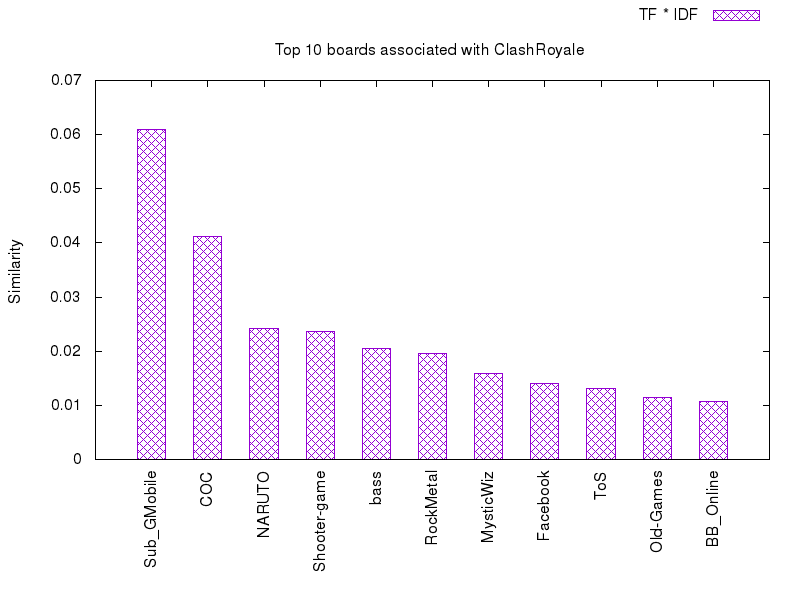 TF * IDF
Top 10 boards associated with ClashRoyale
0.07
0.06
0.05
0.04
0.03
0.02
0.01
0
Similarity
Sub_GMobile
COC
NARUTO
Shooter-game
bass
RockMetal
MysticWiz
Facebook
ToS
Old-Games
BB_Online